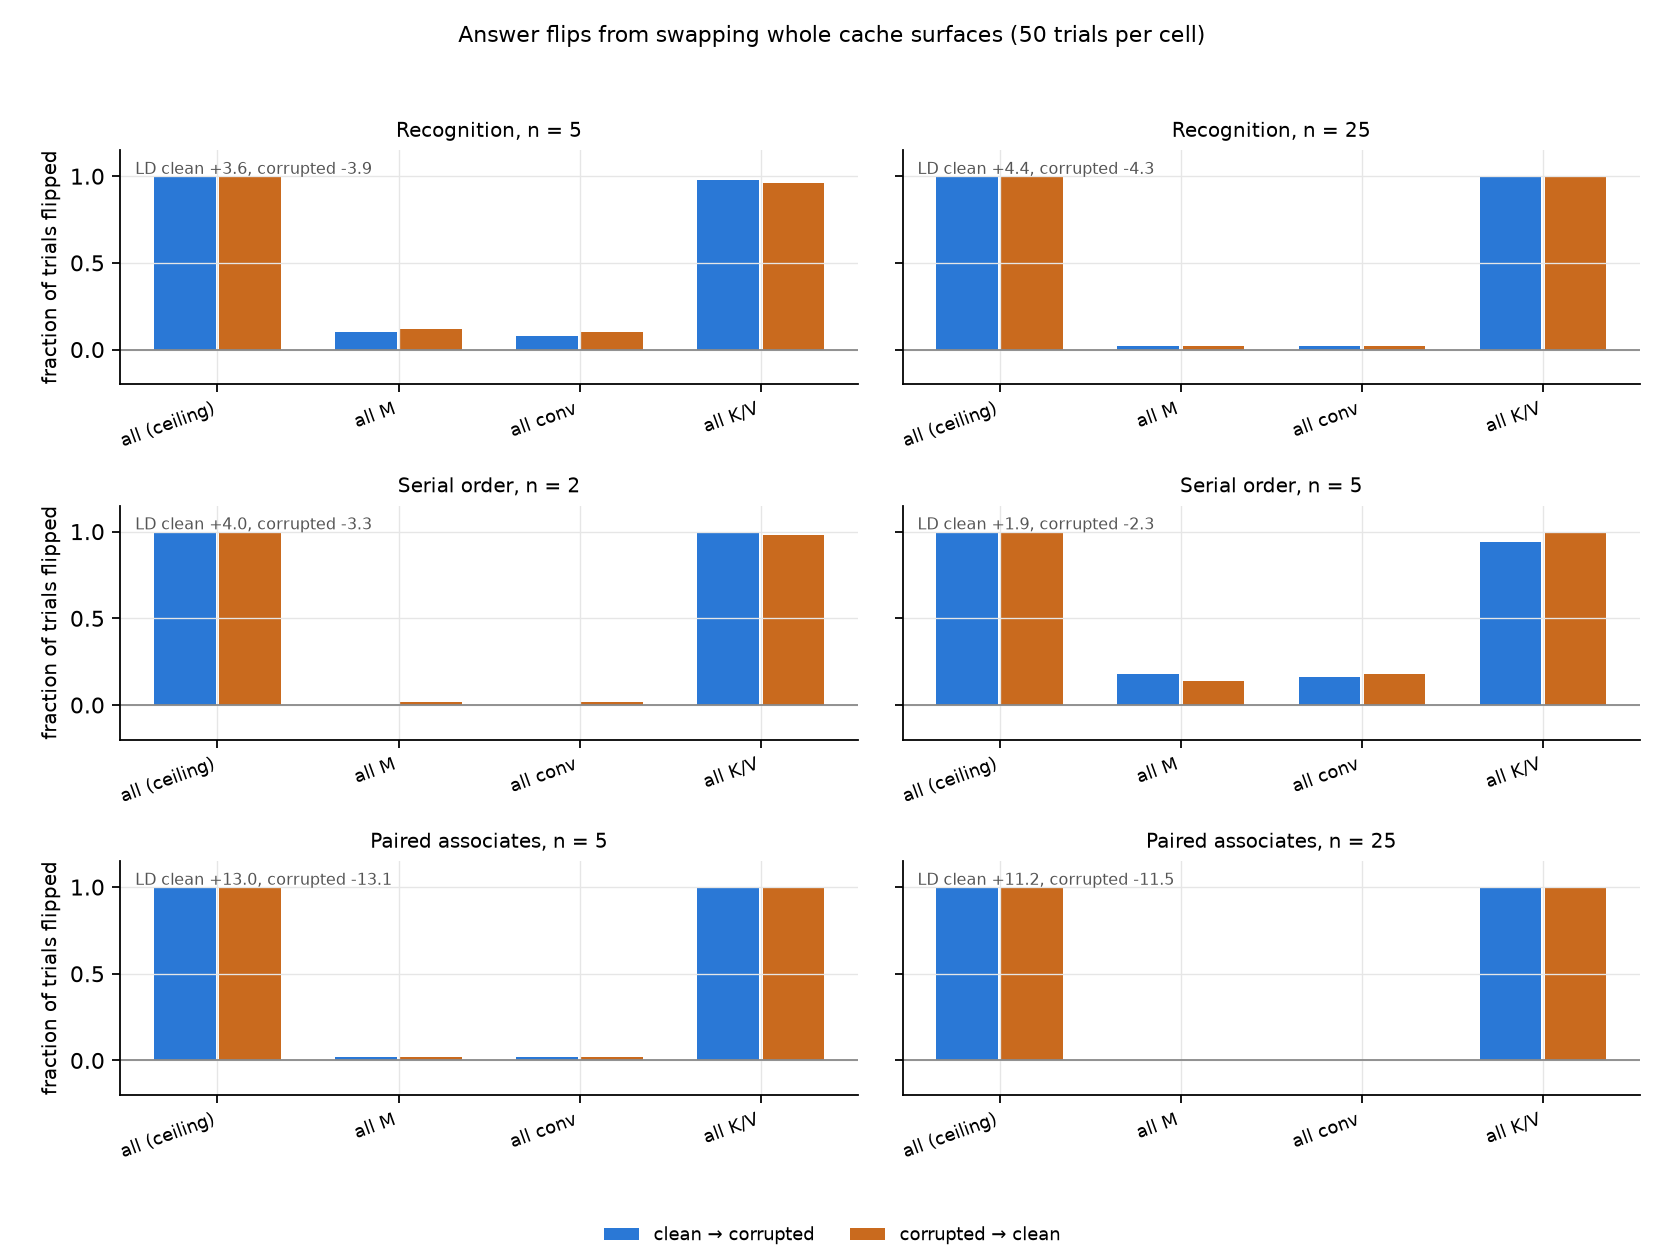 Answer flips from swapping whole cache surfaces (50 trials per cell)
Recognition, n = 5
LD clean +3.6, corrupted -3.9
fraction of trials flipped
1.0
0.5
0.0
all (ceiling)
all M
all conv
all K/V
Recognition, n = 25
LD clean +4.4, corrupted -4.3
all (ceiling)
all M
all conv
all K/V
Serial order, n = 2
LD clean +4.0, corrupted -3.3
fraction of trials flipped
1.0
0.5
0.0
all (ceiling)
all M
all conv
all K/V
Serial order, n = 5
LD clean +1.9, corrupted -2.3
all (ceiling)
all M
all conv
all K/V
Paired associates, n = 5
LD clean +13.0, corrupted -13.1
fraction of trials flipped
1.0
0.5
0.0
all (ceiling)
all M
all conv
all K/V
Paired associates, n = 25
LD clean +11.2, corrupted -11.5
all (ceiling)
all M
all conv
all K/V
clean → corrupted
corrupted → clean